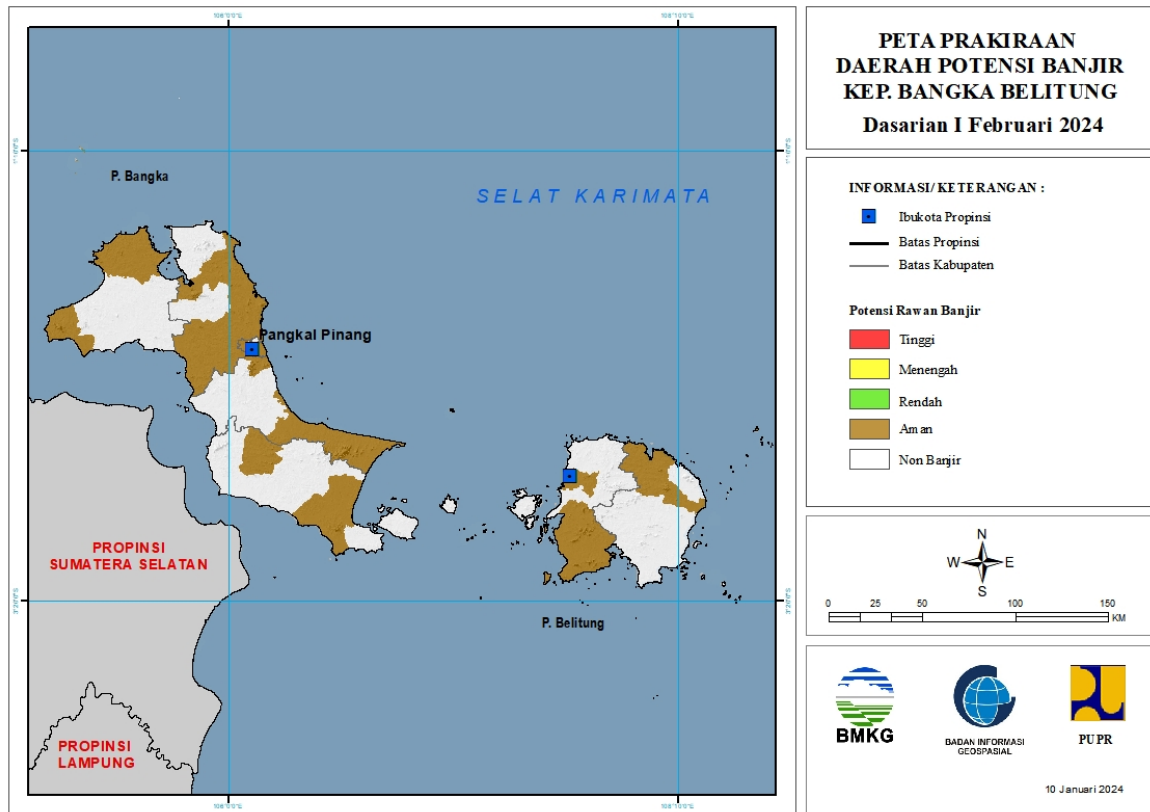 PETA PRAKIRAAN
DAERAH POTENSI BANJIR
KEP. BANGKA BELITUNG
Dasarian I Februari 2024
P. Bangka
SELAT KARIMATA
Pangkal Pinang
P. Belitung
PROPINSI
SUMATERA SELATAN
PROPINSI
LAMPUNG
INFORMASI/ KETERANGAN :
Ibukota Propinsi
Batas Propinsi
Batas Kabupaten
Potensi Rawan Banjir
Tinggi
Menengah
Rendah
Aman
Non Banjir
N
W E
S
0 25 50 100 150
KM
BMKG
BADAN INFORMASI
GEOSPASIAL
PUPR
10 Januari 2024